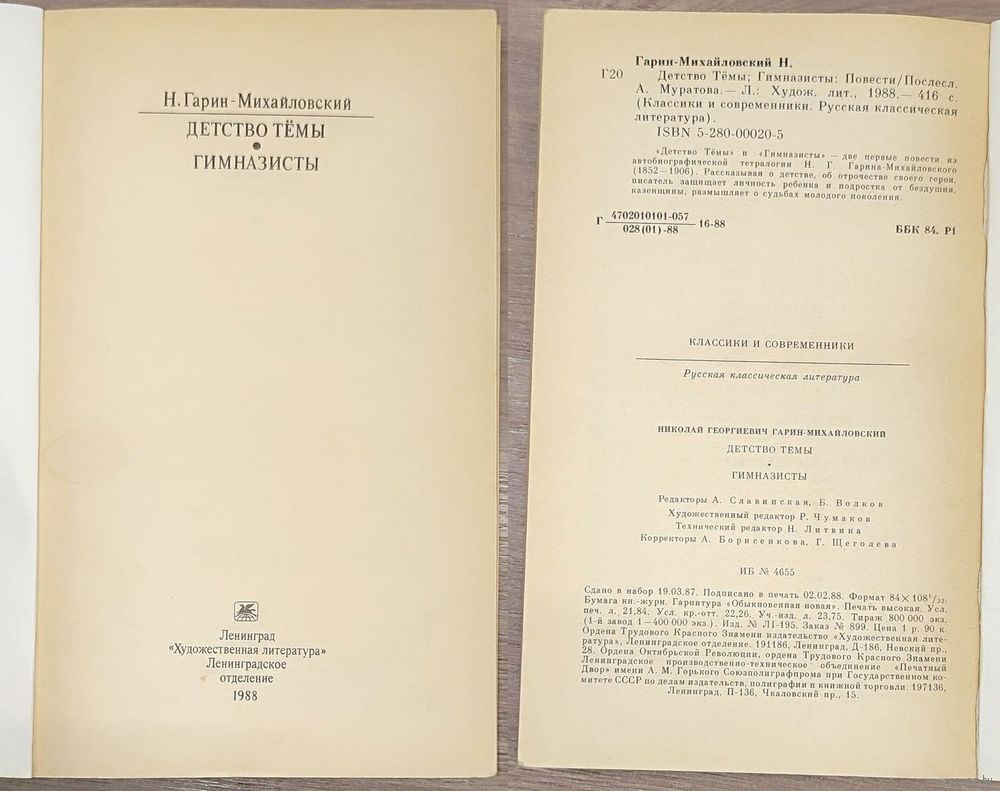 Н. Гарин-Михайловский
ДЕТСТВО ТЁМЫ
•
ГИМНАЗИСТЫ
Ленинград
«Художественная литература»
Ленинградское
отделение
1988
Гарин-Михайловский Н.
Г20
Детство Тёмы; Гимназисты: Повести/Послесл.
А. Муратова.— Л.: Худож. лит., 1988.— 416 с.
(Классики и современники. Русская классическая
литература).
ISBN 5-280-00020-5
«Детство Тёмы» и «Гимназисты» — две первые повести из
автобиографической тетралогии Н. Г. Гарина-Михайловского
(1852—1906). Рассказывая о детстве, об отрочестве своего героя,
писатель защищает личность ребенка и подростка от бездушия,
казенщины, размышляет о судьбах молодого поколения.
Г 4702010101-057 16-88
028(01)-88
ББК 84. Р1
КЛАССИКИ И СОВРЕМЕННИКИ
Русская классическая литература
НИКОЛАЙ ГЕОРГИЕВИЧ ГАРИН-МИХАЙЛОВСКИЙ
ДЕТСТВО ТЕМЫ
•
ГИМНАЗИСТЫ
Редакторы А. Славинская, Б. Волков
Художественный редактор Р. Чумаков
Технический редактор Н. Литвина
Корректоры А. Борисенкова, Г. Щеголева
ИБ № 4655
Сдано в набор 19.03.87. Подписано в печать 02.02.88. Формат 84×108¹/₃₂.
Бумага кн.-журн. Гарнитура «Обыкновенная новая». Печать высокая. Усл.
печ. л. 21,84. Усл. кр.-отт. 22,26. Уч.-изд. л. 23,75. Тираж 800 000 экз.
(1-й завод 1—400 000 экз.). Изд. № Л1-195. Заказ № 899. Цена 1 р. 90 к.
Ордена Трудового Красного Знамени издательство «Художественная лите-
ратура», Ленинградское отделение. 191186, Ленинград, Д-186, Невский пр.,
28. Ордена Октябрьской Революции, ордена Трудового Красного Знамени
Ленинградское производственно-техническое объединение «Печатный
Двор» имени А. М. Горького Союзполиграфпрома при Государственном ко-
митете СССР по делам издательств, полиграфии и книжной торговли. 197136,
Ленинград, П-136, Чкаловский пр., 15.